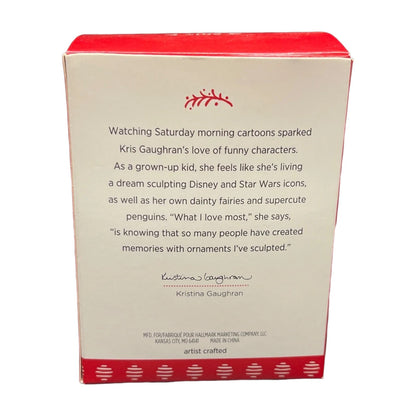 Watching Saturday morning cartoons sparked
Kris Gaughran's love of funny characters.
As a grown-up kid, she feels like she's living
a dream sculpting Disney and Star Wars icons,
as well as her own dainty fairies and supercute
penguins. "What I love most," she says,
"is knowing that so many people have created
memories with ornaments I've sculpted."
Kristina Gaughran
Kristina Gaughran
MFD. FOR/FABRIQUÉ POUR HALLMARK MARKETING COMPANY, LLC
KANSAS CITY, MO 64141 MADE IN CHINA
artist crafted